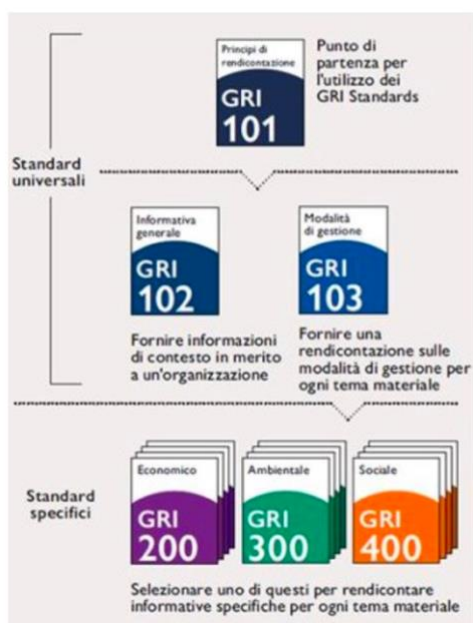 Principi di
rendicontazione
GRI
101
Punto di
partenza per
l'utilizzo dei
GRI Standards
Standard
universali
Informativa
generale
GRI
102
Modalità
di gestione
GRI
103
Fornire informazioni
di contesto in merito
a un'organizzazione
Fornire una
rendicontazione sulle
modalità di gestione per
ogni tema materiale
Standard
specifici
Economico
GRI
200
Ambientale
GRI
300
Sociale
GRI
400
Selezionare uno di questi per rendicontare
informative specifiche per ogni tema materiale